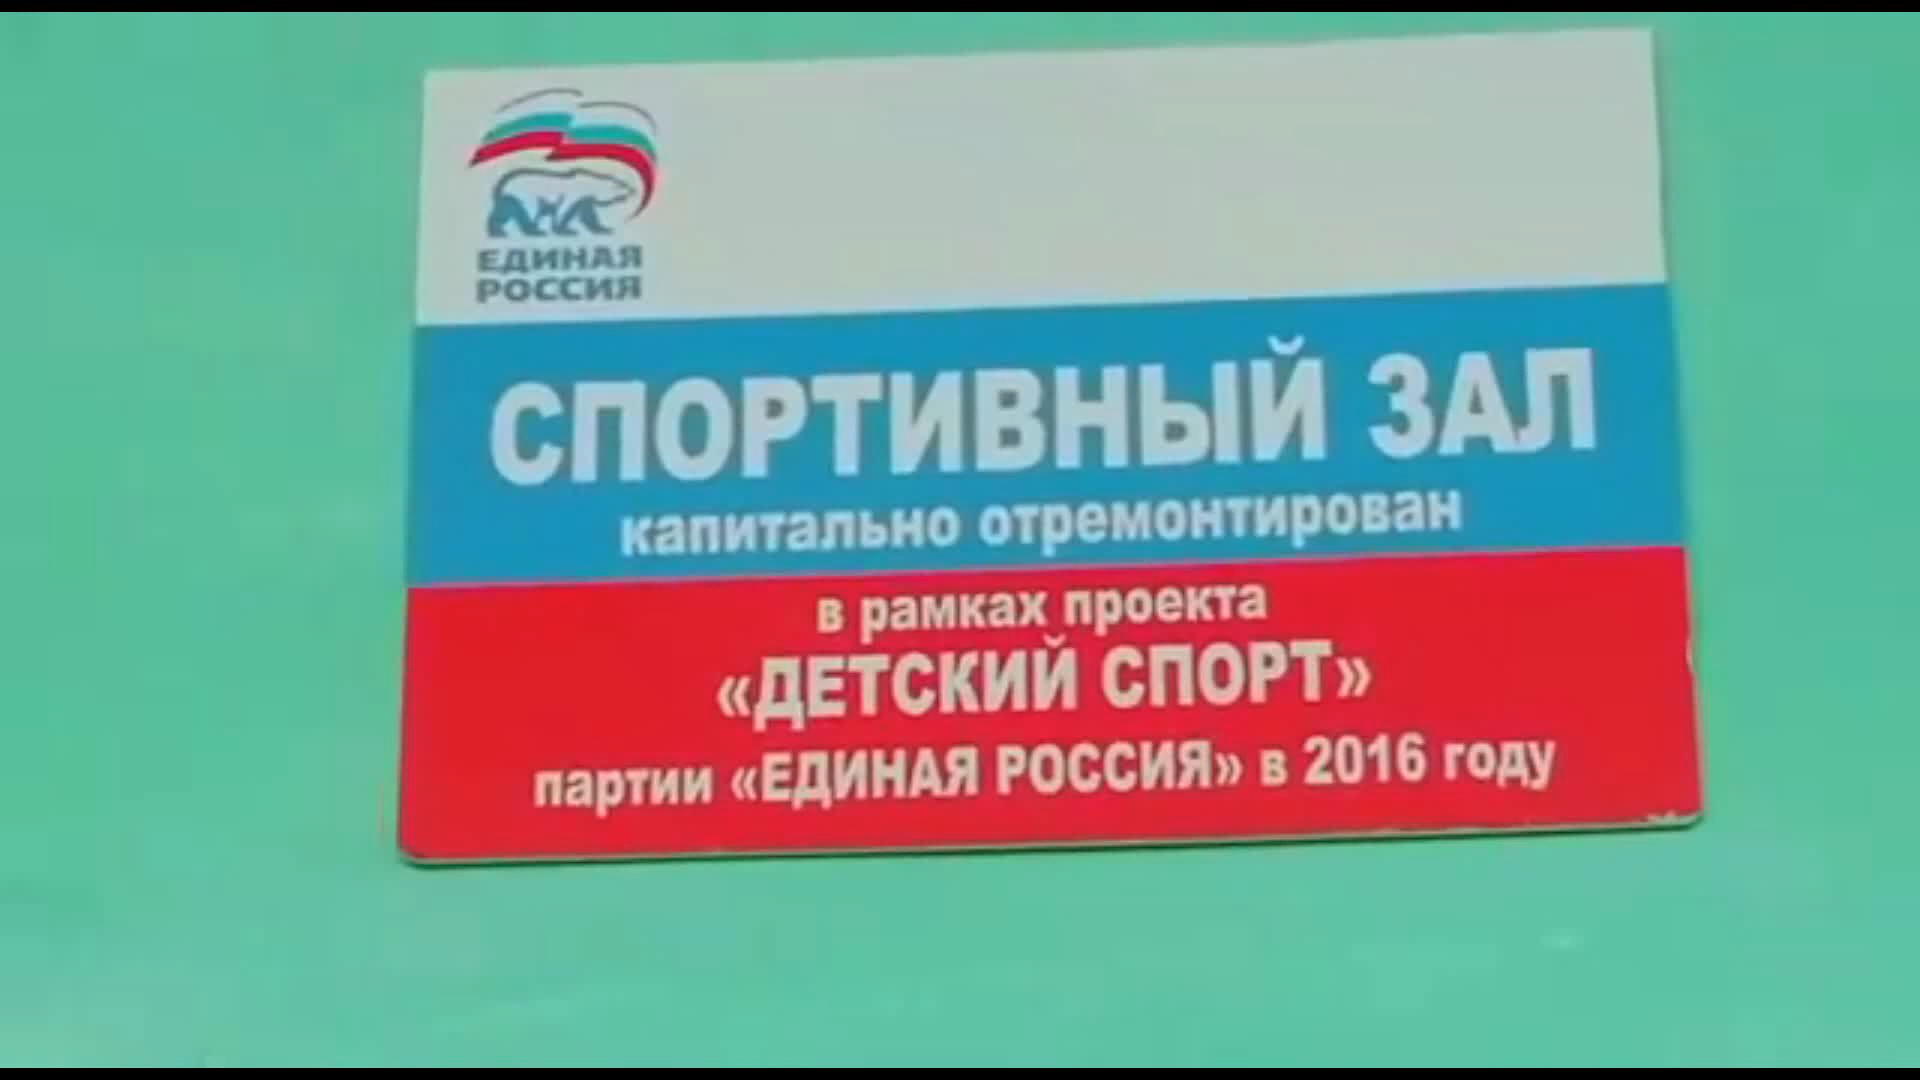 ЕДИНАЯ
РОССИЯ
СПОРТИВНЫЙ ЗАЛ
капитально отремонтирован
в рамках проекта
«ДЕТСКИЙ СПОРТ»
партии «ЕДИНАЯ РОССИЯ» в 2016 году